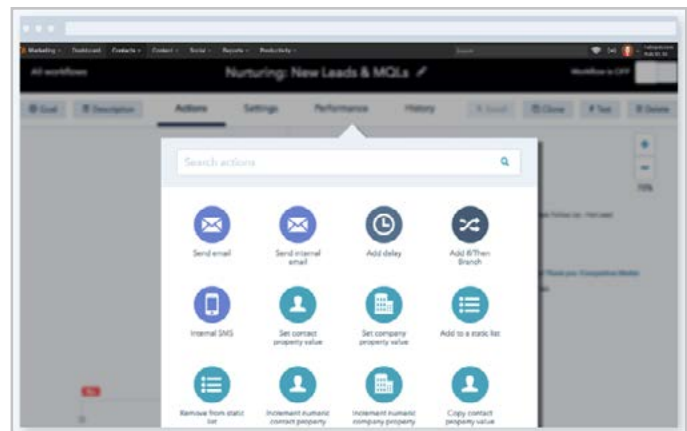 Marketing Dashboard Contacts Content Social Reports Productivity
All workflows Nurturing: New Leads & MQLs Workflow is OFF
Goal Description Actions Settings Performance History Clone Test Delete
Search actions
Send email Send internal email Add delay Add If/Then Branch
Internal SMS Set contact property value Set company property value Add to a static list
Remove from static list Increment numeric contact property Increment numeric company property Copy contact property value